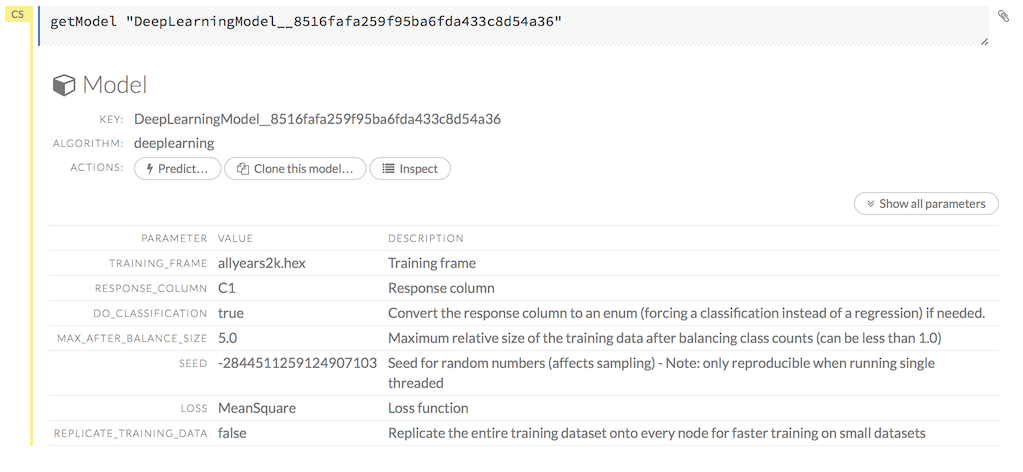 CS
getModel "DeepLearningModel__8516fafa259f95ba6fda433c8d54a36"
Model
KEY: DeepLearningModel__8516fafa259f95ba6fda433c8d54a36
ALGORITHM: deeplearning
ACTIONS: Predict... Clone this model... Inspect
Show all parameters
PARAMETER VALUE DESCRIPTION
TRAINING_FRAME allyears2k.hex Training frame
RESPONSE_COLUMN C1 Response column
DO_CLASSIFICATION true Convert the response column to an enum (forcing a classification instead of a regression) if needed.
MAX_AFTER_BALANCE_SIZE 5.0 Maximum relative size of the training data after balancing class counts (can be less than 1.0)
SEED -2844511259124907103 Seed for random numbers (affects sampling) - Note: only reproducible when running single
threaded
LOSS MeanSquare Loss function
REPLICATE_TRAINING_DATA false Replicate the entire training dataset onto every node for faster training on small datasets